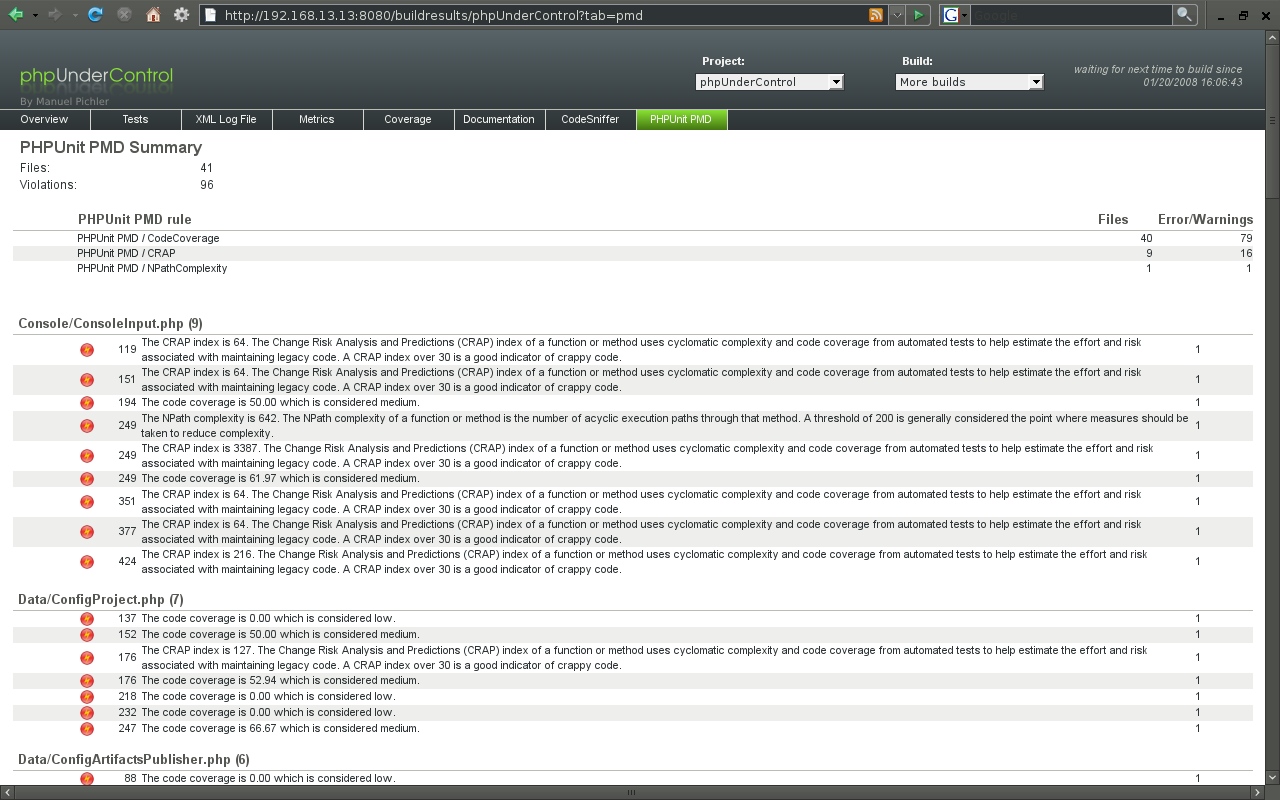 http://192.168.13.13:8080/buildresults/phpUnderControl?tab=pmd
G
Google
phpUnderControl
By Manuel Pichler
Project:
phpUnderControl
Build:
More builds
waiting for next time to build since
01/20/2008 16:06:43
Overview Tests XML Log File Metrics Coverage Documentation CodeSniffer PHPUnit PMD
PHPUnit PMD Summary
Files: 41
Violations: 96
PHPUnit PMD rule Files Error/Warnings
PHPUnit PMD / CodeCoverage 40 79
PHPUnit PMD / CRAP 9 16
PHPUnit PMD / NPathComplexity 1 1
Console/ConsoleInput.php (9)
119 The CRAP index is 64. The Change Risk Analysis and Predictions (CRAP) index of a function or method uses cyclomatic complexity and code coverage from automated tests to help estimate the effort and risk 1
associated with maintaining legacy code. A CRAP index over 30 is a good indicator of crappy code.
151 The CRAP index is 64. The Change Risk Analysis and Predictions (CRAP) index of a function or method uses cyclomatic complexity and code coverage from automated tests to help estimate the effort and risk 1
associated with maintaining legacy code. A CRAP index over 30 is a good indicator of crappy code.
194 The code coverage is 50.00 which is considered medium. 1
249 The NPath complexity is 642. The NPath complexity of a function or method is the number of acyclic execution paths through that method. A threshold of 200 is generally considered the point where measures should be 1
taken to reduce complexity.
249 The CRAP index is 3387. The Change Risk Analysis and Predictions (CRAP) index of a function or method uses cyclomatic complexity and code coverage from automated tests to help estimate the effort and risk 1
associated with maintaining legacy code. A CRAP index over 30 is a good indicator of crappy code.
249 The code coverage is 61.97 which is considered medium. 1
351 The CRAP index is 64. The Change Risk Analysis and Predictions (CRAP) index of a function or method uses cyclomatic complexity and code coverage from automated tests to help estimate the effort and risk 1
associated with maintaining legacy code. A CRAP index over 30 is a good indicator of crappy code.
377 The CRAP index is 64. The Change Risk Analysis and Predictions (CRAP) index of a function or method uses cyclomatic complexity and code coverage from automated tests to help estimate the effort and risk 1
associated with maintaining legacy code. A CRAP index over 30 is a good indicator of crappy code.
424 The CRAP index is 216. The Change Risk Analysis and Predictions (CRAP) index of a function or method uses cyclomatic complexity and code coverage from automated tests to help estimate the effort and risk 1
associated with maintaining legacy code. A CRAP index over 30 is a good indicator of crappy code.
Data/ConfigProject.php (7)
137 The code coverage is 0.00 which is considered low. 1
152 The code coverage is 50.00 which is considered medium. 1
176 The CRAP index is 127. The Change Risk Analysis and Predictions (CRAP) index of a function or method uses cyclomatic complexity and code coverage from automated tests to help estimate the effort and risk 1
associated with maintaining legacy code. A CRAP index over 30 is a good indicator of crappy code.
176 The code coverage is 52.94 which is considered medium. 1
218 The code coverage is 0.00 which is considered low. 1
232 The code coverage is 0.00 which is considered low. 1
247 The code coverage is 66.67 which is considered medium. 1
Data/ConfigArtifactsPublisher.php (6)
88 The code coverage is 0.00 which is considered low. 1